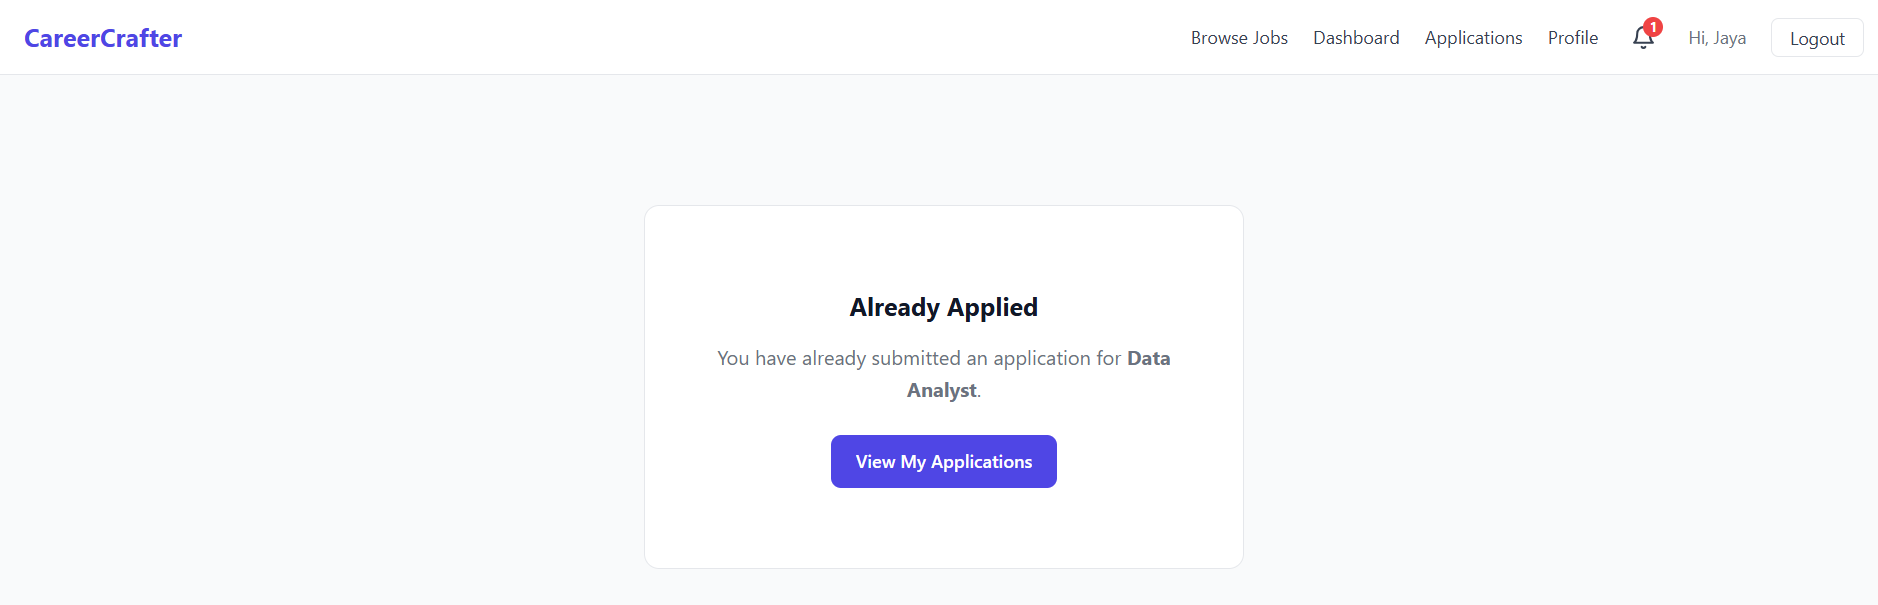 CareerCrafter
Browse Jobs Dashboard Applications Profile 1 Hi, Jaya Logout
Already Applied
You have already submitted an application for Data
Analyst.
View My Applications